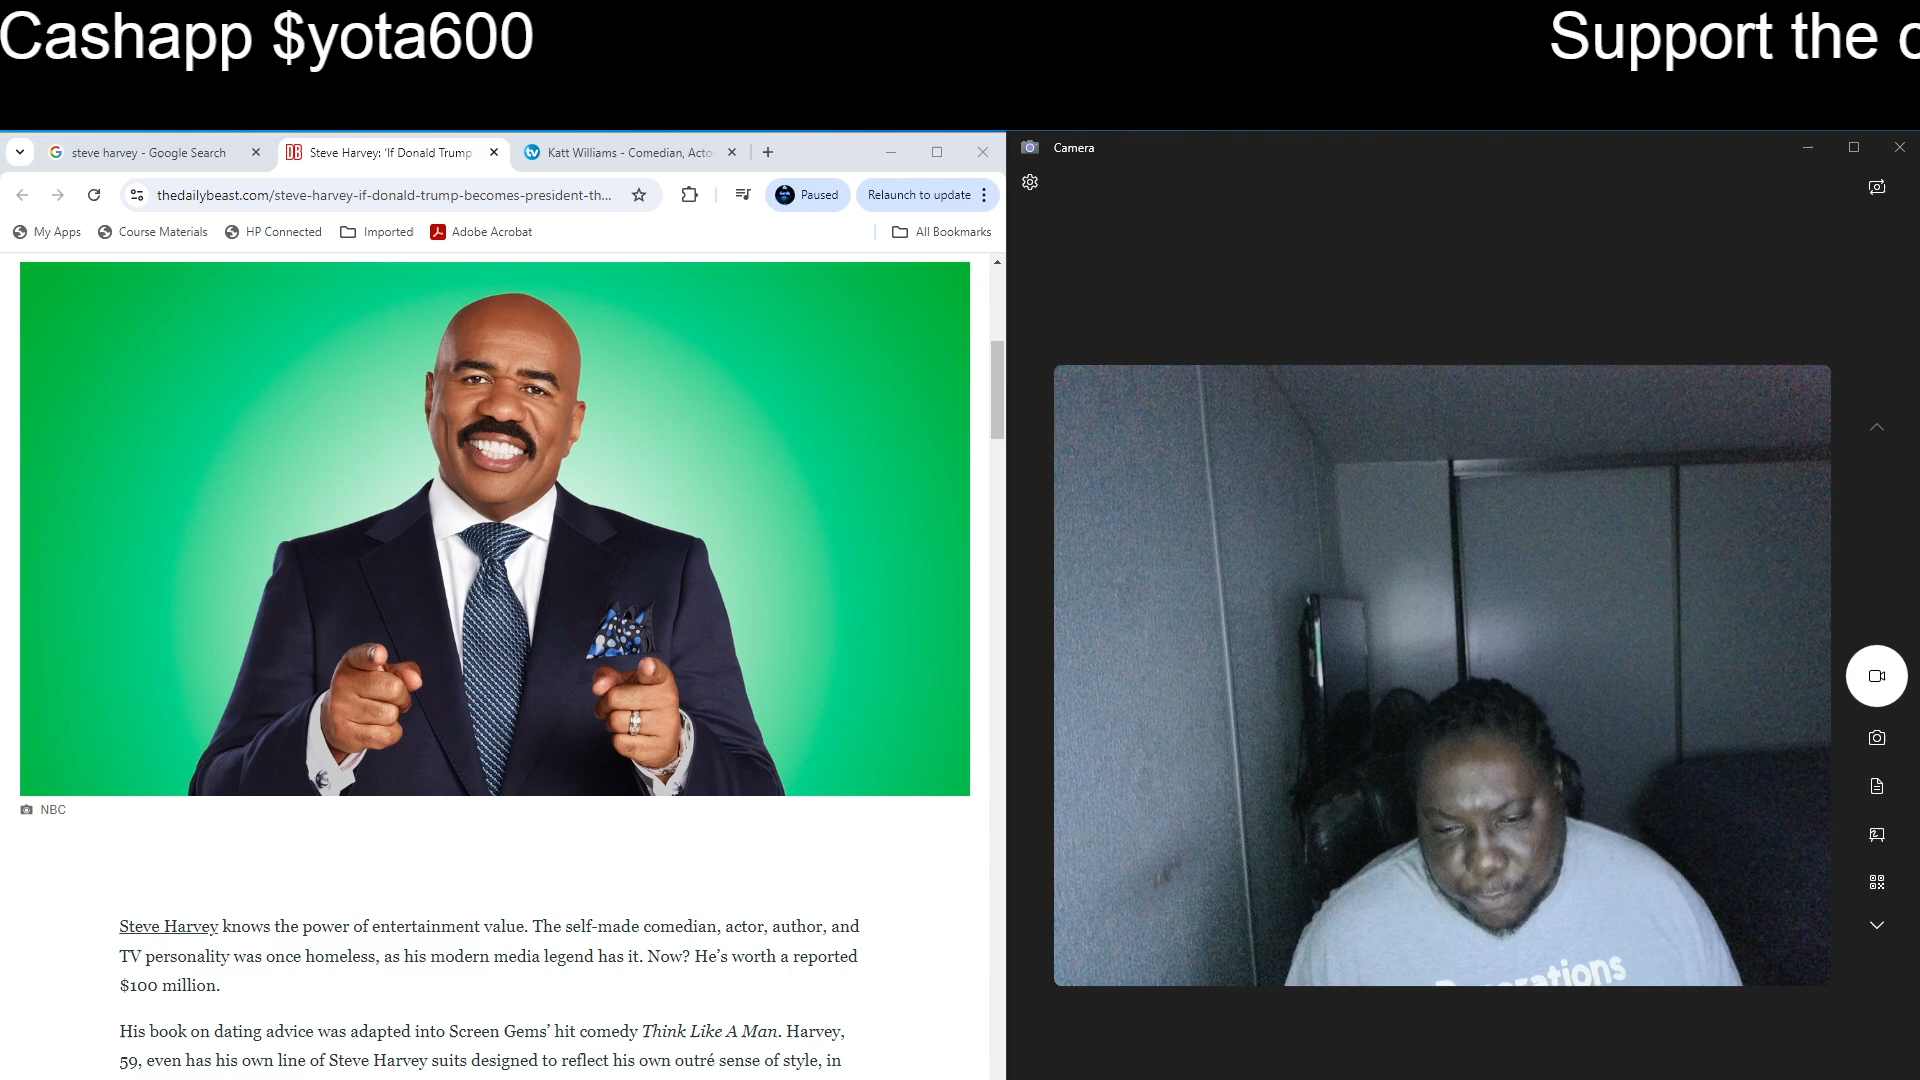 Cashapp $yota600
Support the
steve harvey - Google Search
Steve Harvey: 'If Donald Trump
Katt Williams - Comedian, Acto
thedailybeast.com/steve-harvey-if-donald-trump-becomes-president-th...
Paused
Relaunch to update
My Apps
Course Materials
HP Connected
Imported
Adobe Acrobat
All Bookmarks
Camera
NBC
Steve Harvey knows the power of entertainment value. The self-made comedian, actor, author, and
TV personality was once homeless, as his modern media legend has it. Now? He's worth a reported
$100 million.
His book on dating advice was adapted into Screen Gems' hit comedy Think Like A Man. Harvey,
59, even has his own line of Steve Harvey suits designed to reflect his own outré sense of style, in